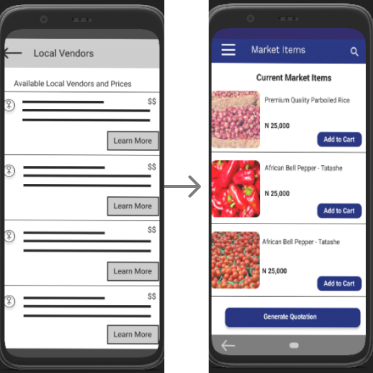 Local Vendors
Available Local Vendors and Prices
$$
Learn More
$$
Learn More
$$
Learn More
$$
Learn More
Market Items
Current Market Items
Premium Quality Parboiled Rice
N 25,000
Add to Cart
African Bell Pepper - Tatashe
N 25,000
Add to Cart
African Bell Pepper - Tatashe
N 25,000
Add to Cart
Generate Quotation